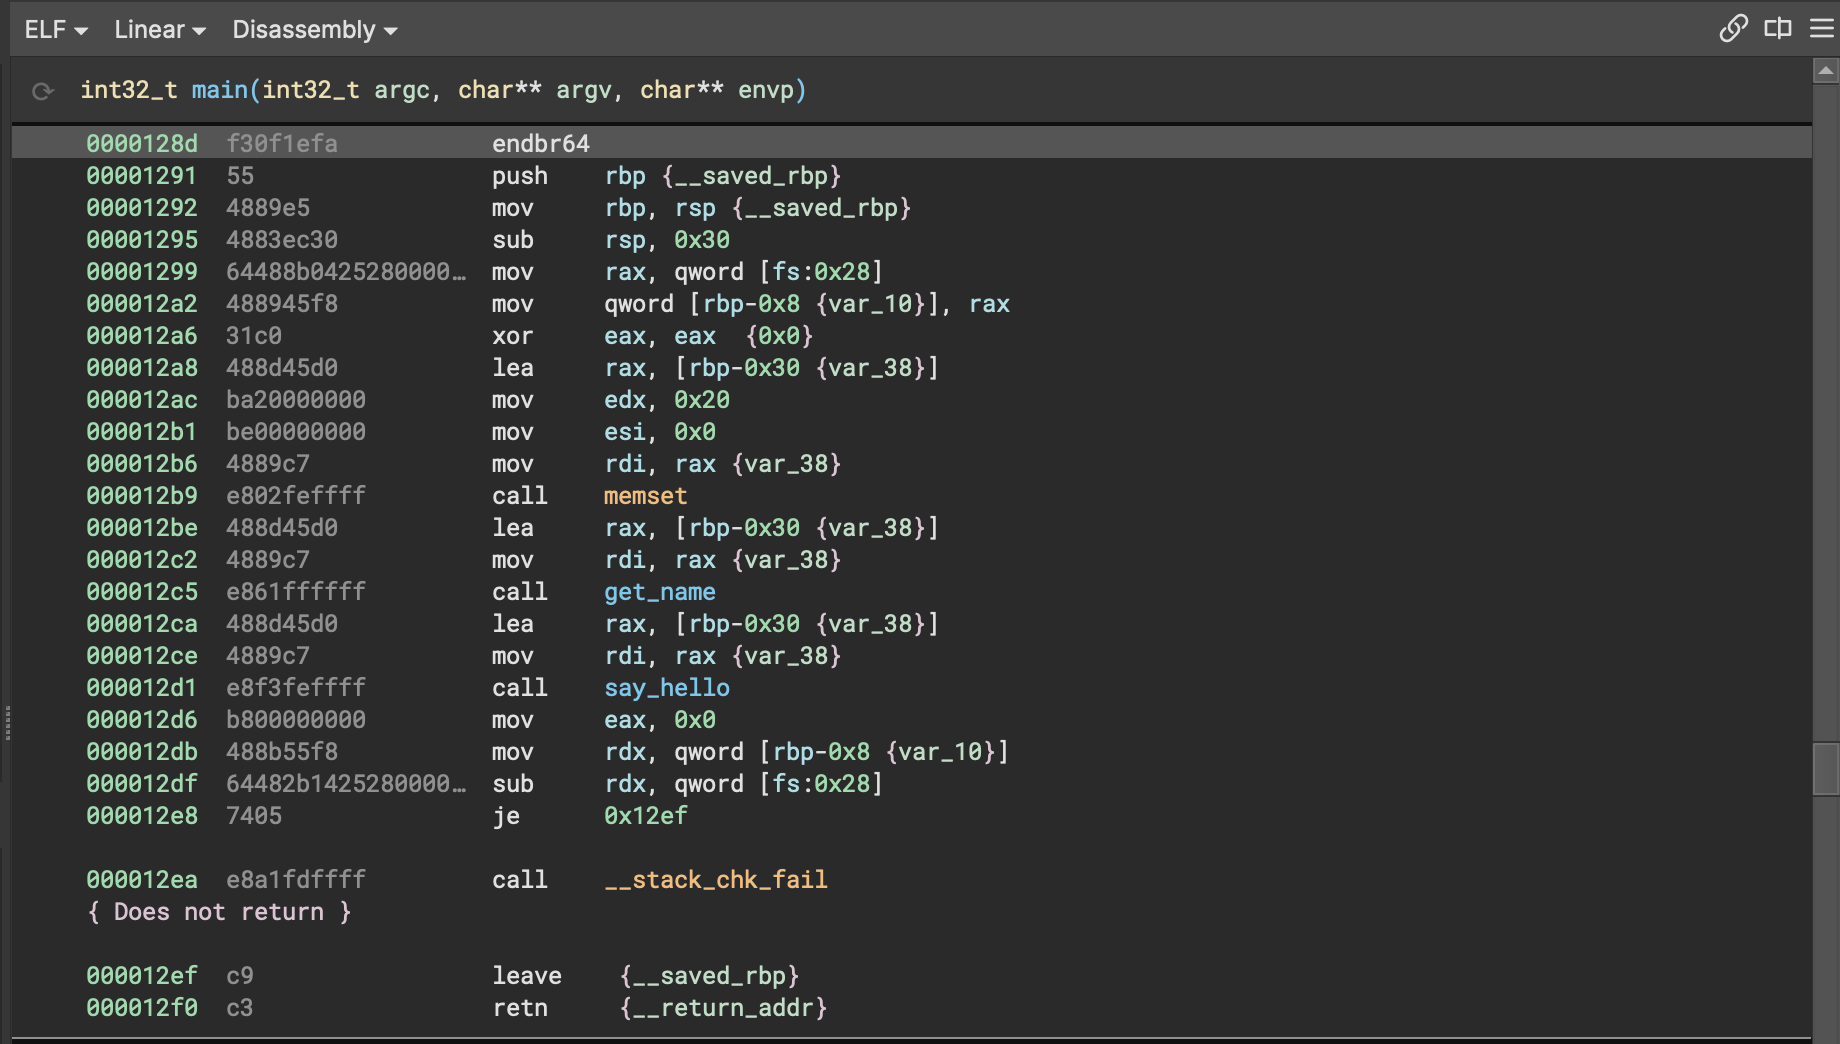 ELF Linear Disassembly
int32_t main(int32_t argc, char** argv, char** envp)
0000128d f30f1efa endbr64
00001291 55 push rbp {__saved_rbp}
00001292 4889e5 mov rbp, rsp {__saved_rbp}
00001295 4883ec30 sub rsp, 0x30
00001299 64488b0425280000… mov rax, qword [fs:0x28]
000012a2 488945f8 mov qword [rbp-0x8 {var_10}], rax
000012a6 31c0 xor eax, eax {0x0}
000012a8 488d45d0 lea rax, [rbp-0x30 {var_38}]
000012ac ba20000000 mov edx, 0x20
000012b1 be00000000 mov esi, 0x0
000012b6 4889c7 mov rdi, rax {var_38}
000012b9 e802feffff call memset
000012be 488d45d0 lea rax, [rbp-0x30 {var_38}]
000012c2 4889c7 mov rdi, rax {var_38}
000012c5 e861ffffff call get_name
000012ca 488d45d0 lea rax, [rbp-0x30 {var_38}]
000012ce 4889c7 mov rdi, rax {var_38}
000012d1 e8f3feffff call say_hello
000012d6 b800000000 mov eax, 0x0
000012db 488b55f8 mov rdx, qword [rbp-0x8 {var_10}]
000012df 64482b1425280000… sub rdx, qword [fs:0x28]
000012e8 7405 je 0x12ef
000012ea e8a1fdffff call __stack_chk_fail
{ Does not return }
000012ef c9 leave {__saved_rbp}
000012f0 c3 retn {__return_addr}